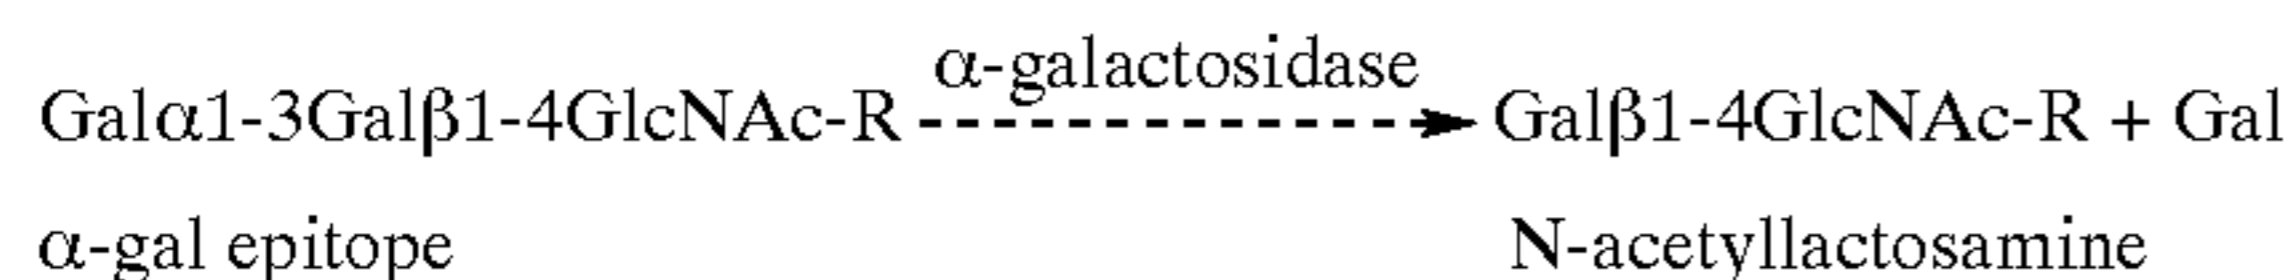 α-galactosidase
Galα1-3Galβ1-4GlcNAc-R Galβ1-4GlcNAc-R + Gal
α-gal epitope N-acetyllactosamine